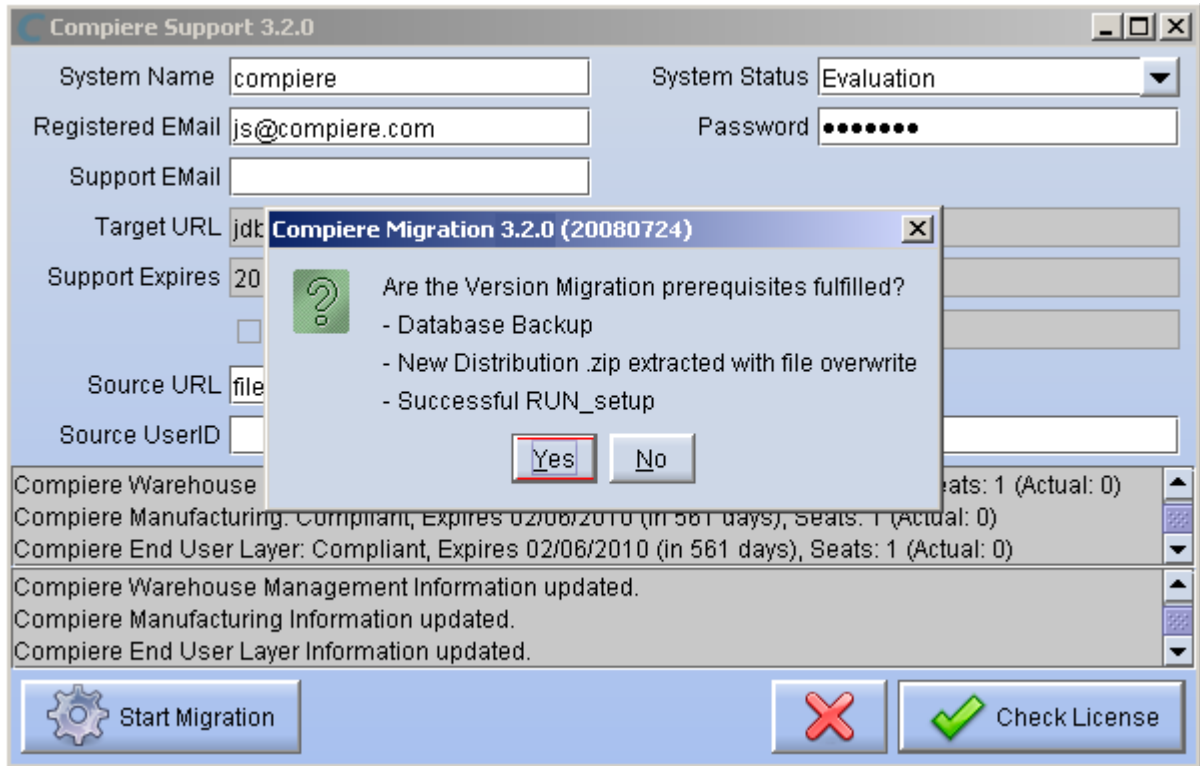 Compiere Support 3.2.0
System Name compiere System Status Evaluation
Registered EMail js@compiere.com Password •••••••
Support EMail
Target URL jdb
Support Expires 20
Source URL file
Source UserID
Compiere Migration 3.2.0 (20080724)
Are the Version Migration prerequisites fulfilled?
- Database Backup
- New Distribution .zip extracted with file overwrite
- Successful RUN_setup
Yes No
Compiere Warehouse eats: 1 (Actual: 0)
Compiere Manufacturing: Compliant, Expires 02/06/2010 (in 561 days), Seats: 1 (Actual: 0)
Compiere End User Layer: Compliant, Expires 02/06/2010 (in 561 days), Seats: 1 (Actual: 0)
Compiere Warehouse Management Information updated.
Compiere Manufacturing Information updated.
Compiere End User Layer Information updated.
Start Migration Check License